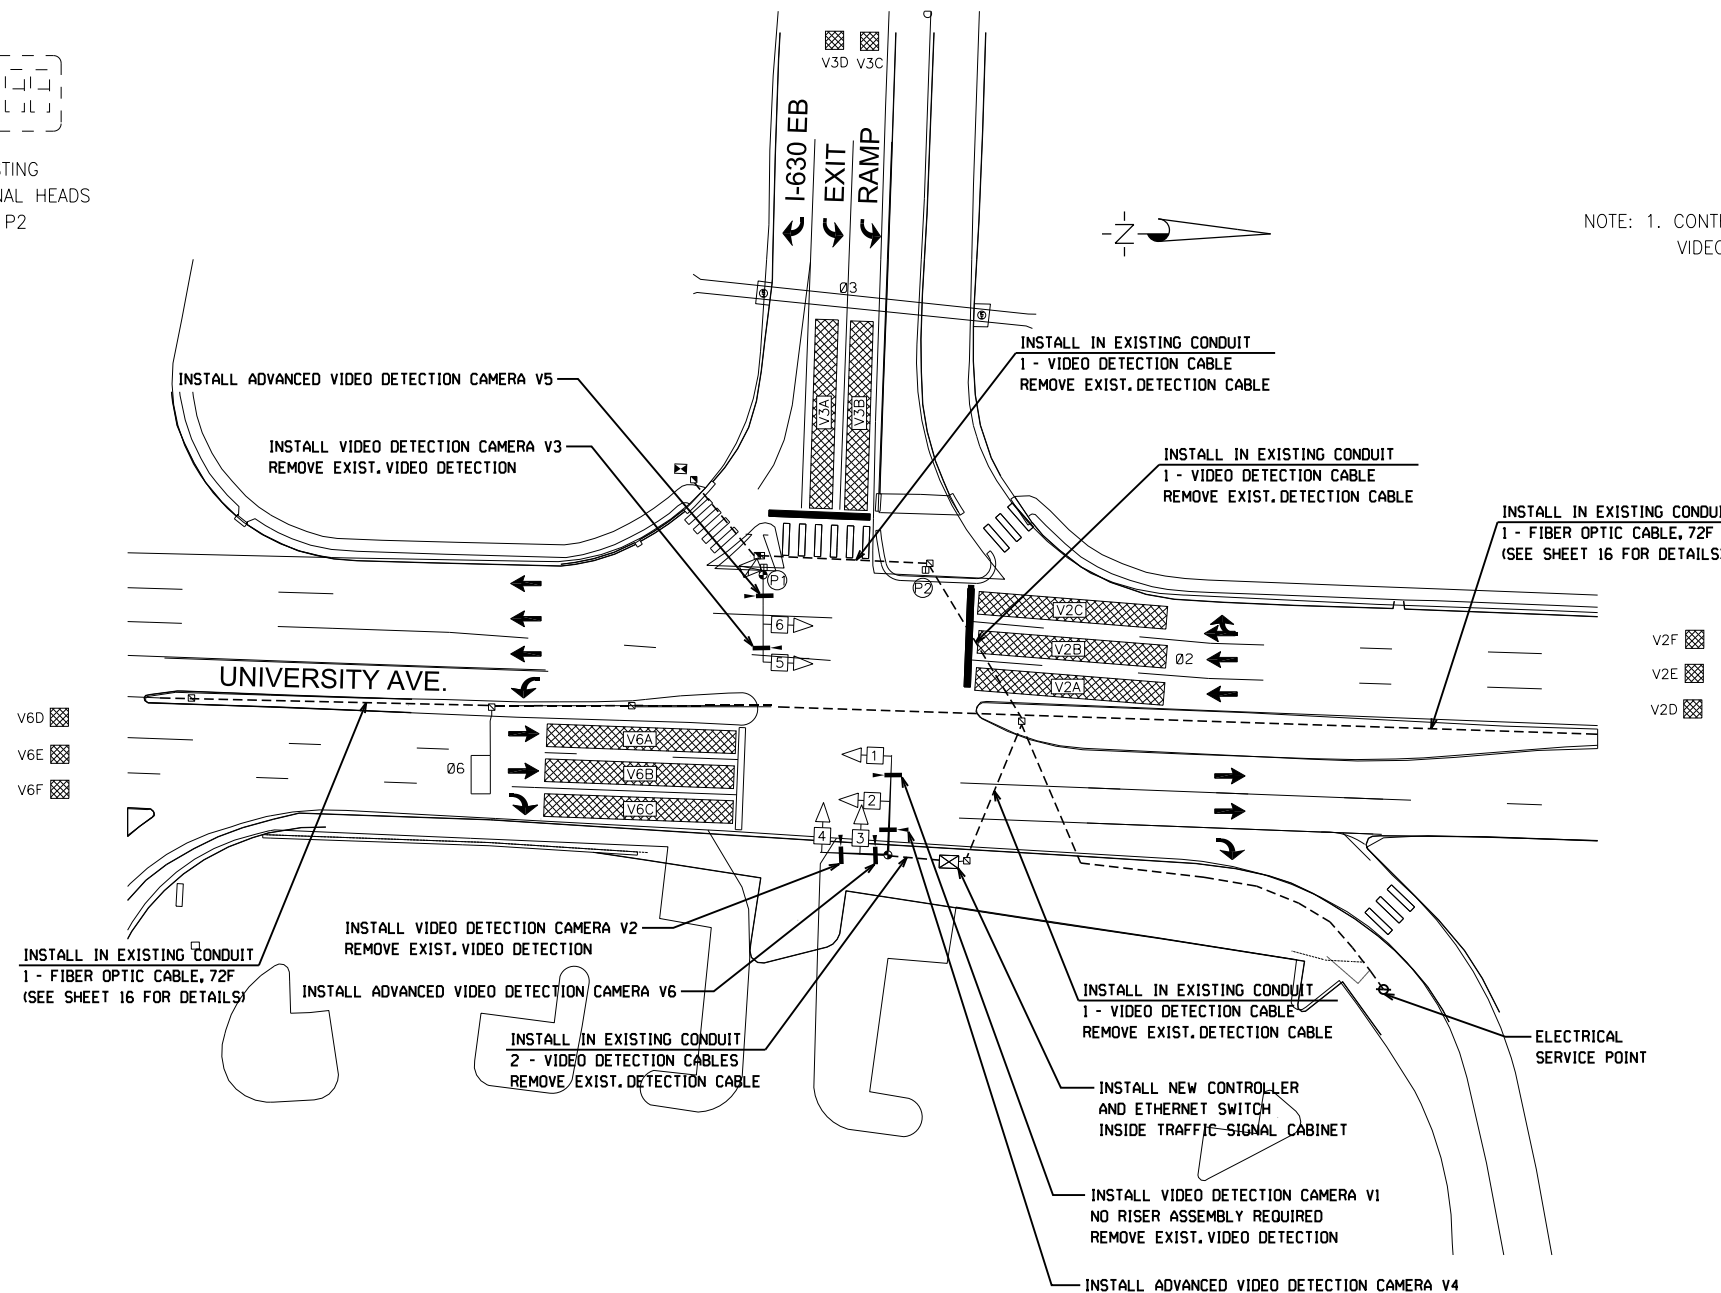 V3D V3C
I-630 EB
EXIT
RAMP
NAL HEADS
P2
N
NOTE: 1.
Ø3
INSTALL IN EXISTING CONDUIT
1 - VIDEO DETECTION CABLE
REMOVE EXIST. DETECTION CABLE
INSTALL ADVANCED VIDEO DETECTION CAMERA V5
V3A
V3B
INSTALL VIDEO DETECTION CAMERA V3
REMOVE EXIST. VIDEO DETECTION
INSTALL IN EXISTING CONDUIT
1 - VIDEO DETECTION CABLE
REMOVE EXIST. DETECTION CABLE
INSTALL IN EXISTING CONDUI
1 - FIBER OPTIC CABLE, 72F
(SEE SHEET 16 FOR DETAILS
P1
P2
V2C
6
V2B
Ø2
5
V2A
V2F
V2E
V2D
UNIVERSITY AVE.
V6D
V6E
V6F
Ø6
V6A
V6B
V6C
1
2
4
3
INSTALL VIDEO DETECTION CAMERA V2
REMOVE EXIST. VIDEO DETECTION
INSTALL IN EXISTING CONDUIT
1 - FIBER OPTIC CABLE, 72F
(SEE SHEET 16 FOR DETAILS)
INSTALL ADVANCED VIDEO DETECTION CAMERA V6
INSTALL IN EXISTING CONDUIT
2 - VIDEO DETECTION CABLES
REMOVE EXIST. DETECTION CABLE
INSTALL IN EXISTING CONDUIT
1 - VIDEO DETECTION CABLE
REMOVE EXIST. DETECTION CABLE
ELECTRICAL
SERVICE POINT
INSTALL NEW CONTROLLER
AND ETHERNET SWITCH
INSIDE TRAFFIC SIGNAL CABINET
INSTALL VIDEO DETECTION CAMERA V1
NO RISER ASSEMBLY REQUIRED
REMOVE EXIST. VIDEO DETECTION
INSTALL ADVANCED VIDEO DETECTION CAMERA V4